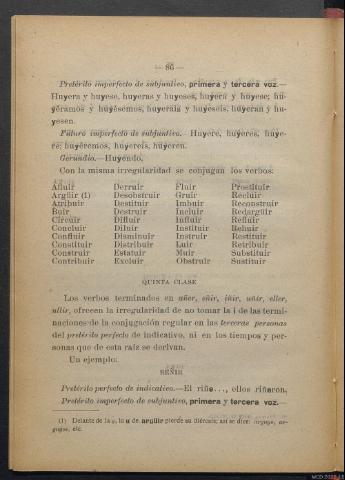 — 86 —
Pretérito imperfecto de subjuntivo, primera y tercera voz.—
Huyera y huyese, huyeras y huyeses, huyera y huyese; hu-
yéramos y huyésemos, huyerais y huyeseis, huyeran y hu-
yesen.
Futuro imperfecto de subjuntivo.—Huyere, huyeres, huye-
re; huyéremos, huyereis, huyeren.
Gerundio.—Huyendo.
Con la misma irregularidad se conjugan los verbos:
Afluir Derruir Fluir Prostituir
Argüir (1) Desobstruir Gruir Recluir
Atribuir Destituir Imbuir Reconstruir
Destruir Incluir Redargüir
Circuir Difluir Influir Refluir
Concluir Diluir Instituir
Confluir Disminuir Instruir Restituir
Constituir Distribuir Luir Retribuir
Construir Estatuir Muir Substituir
Contribuir Excluir Obstruir Sustituir
QUINTA CLASE
Los verbos terminados en añer, eñir, iñir, uñir, eller,
ullir, ofrecen la irregularidad de no tomar la i de las termi-
naciones de la conjugación regular en las terceras personas
del pretérito perfecto de indicativo, ni en los tiempos y per-
sonas que de esta raíz se derivan.
Un ejemplo:
REÑIR
Pretérito perfecto de indicativo.—El riñe..., ellos riñeron,
Pretérito imperfecto de subjuntivo, primera y tercera voz.—
(1) Delante de la y, la u de argüir pierde su diéresis; así se dice: arguyo, ar-
guyes, etc.